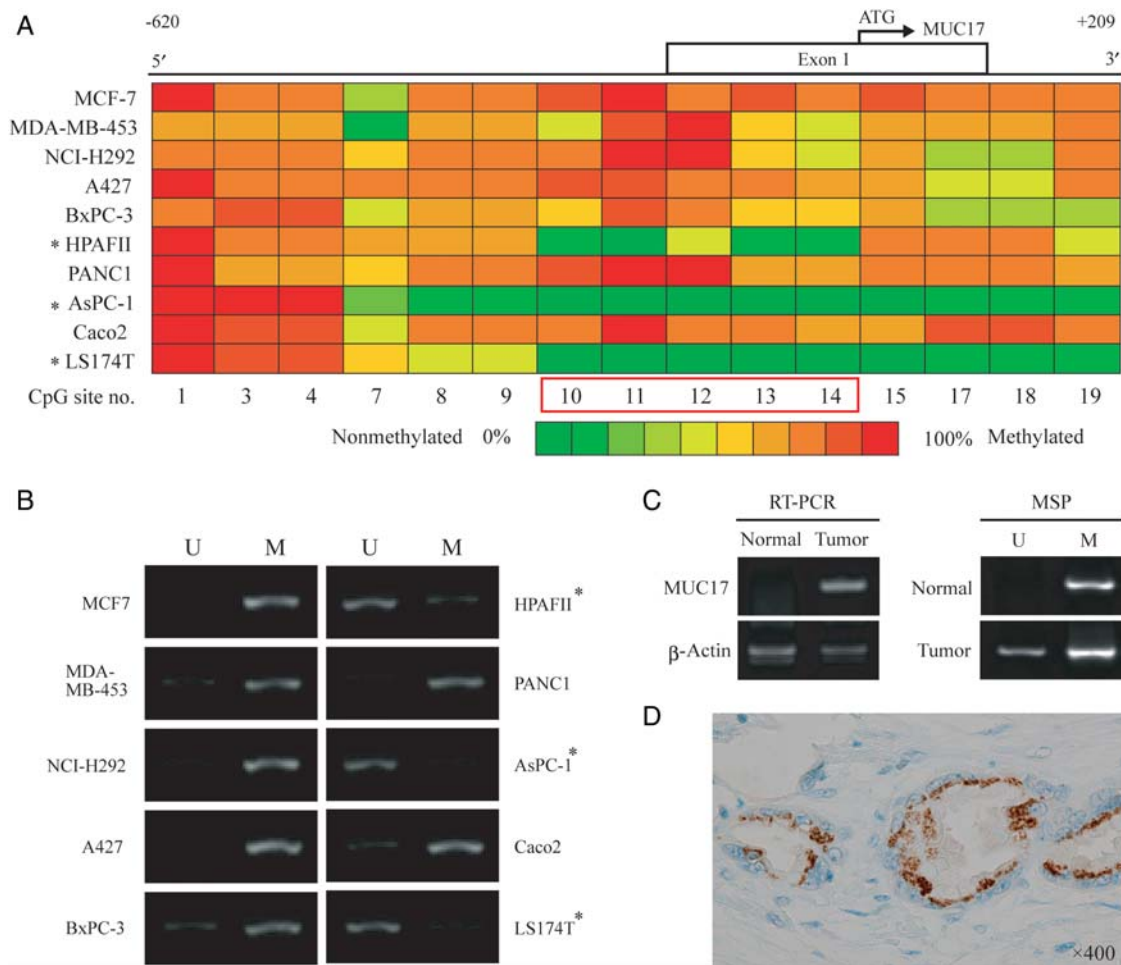 A
-620
ATG
MUC17
+209
5′
Exon 1
3′
MCF-7
MDA-MB-453
NCI-H292
A427
BxPC-3
* HPAFII
PANC1
* AsPC-1
Caco2
* LS174T
CpG site no. 1 3 4 7 8 9 10 11 12 13 14 15 17 18 19
Nonmethylated 0% 100% Methylated
B
U M U M
MCF7 HPAFII*
MDA-
MB-453 PANC1
NCI-H292 AsPC-1*
A427 Caco2
BxPC-3 LS174T*
C
RT-PCR
Normal Tumor
MUC17
β-Actin
MSP
U M
Normal
Tumor
D
×400